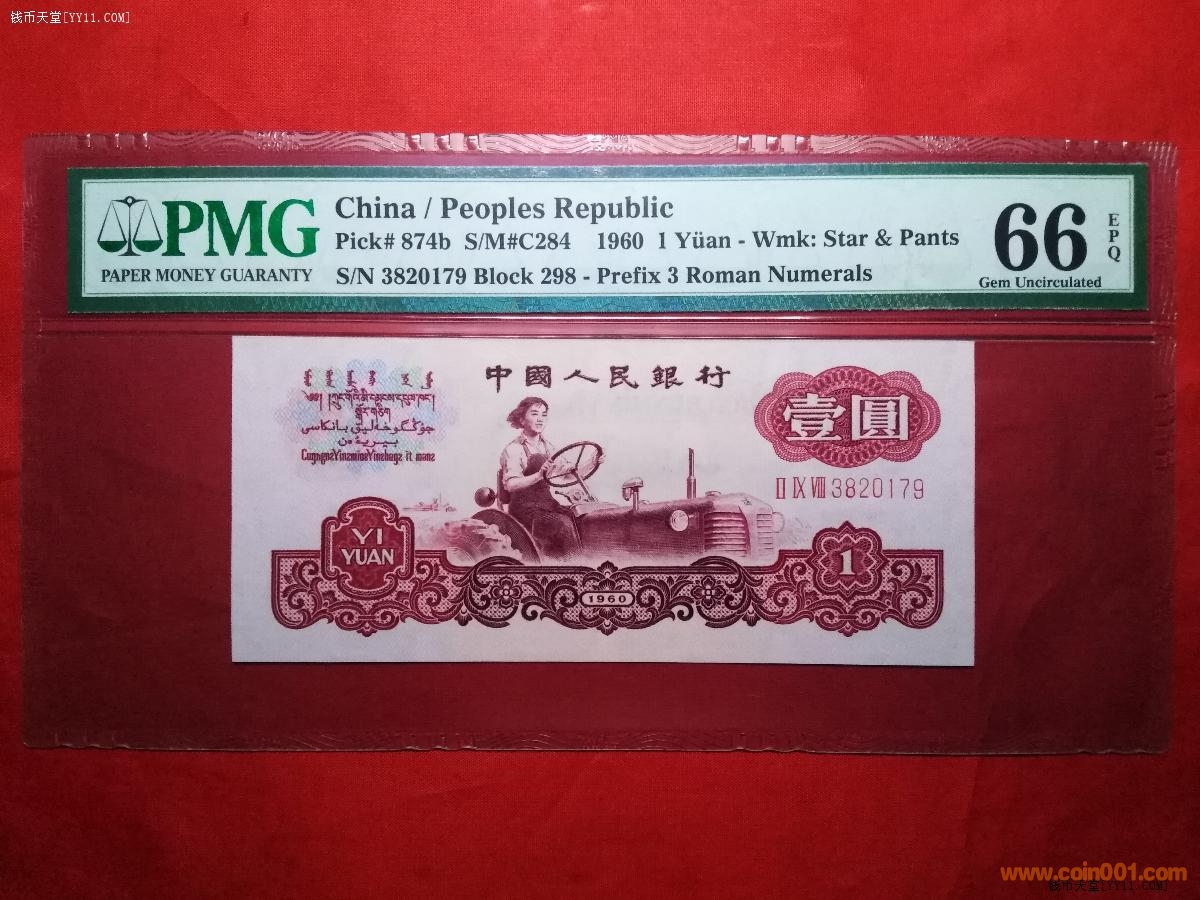 钱币天堂[YY11.COM]
PMG
PAPER MONEY GUARANTY
China / Peoples Republic
Pick# 874b S/M#C284 1960 1 Yüan - Wmk: Star & Pants
S/N 3820179 Block 298 - Prefix 3 Roman Numerals
66
EPQ
Gem Uncirculated
中國人民銀行
壹圓
Ⅱ Ⅸ Ⅷ 3820179
YI
YUAN
1960
1
www.coin001.com
钱币天堂[YY11.COM]